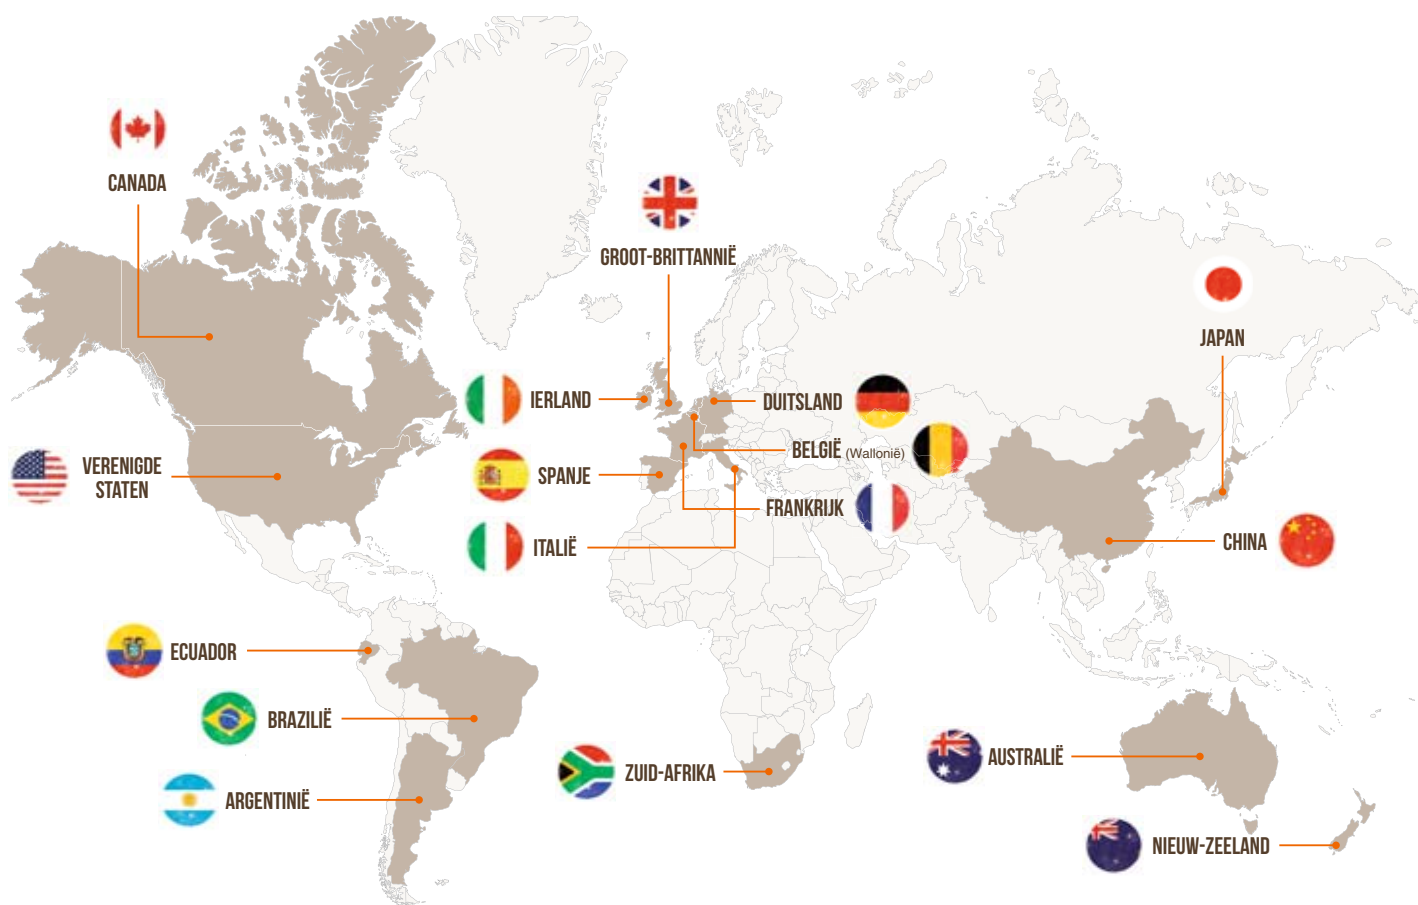 CANADA
GROOT-BRITTANNIË
JAPAN
IERLAND
DUITSLAND
BELGIË (Wallonië)
VERENIGDE
STATEN
SPANJE
FRANKRIJK
ITALIË
CHINA
ECUADOR
BRAZILIË
ZUID-AFRIKA
AUSTRALIË
ARGENTINIË
NIEUW-ZEELAND